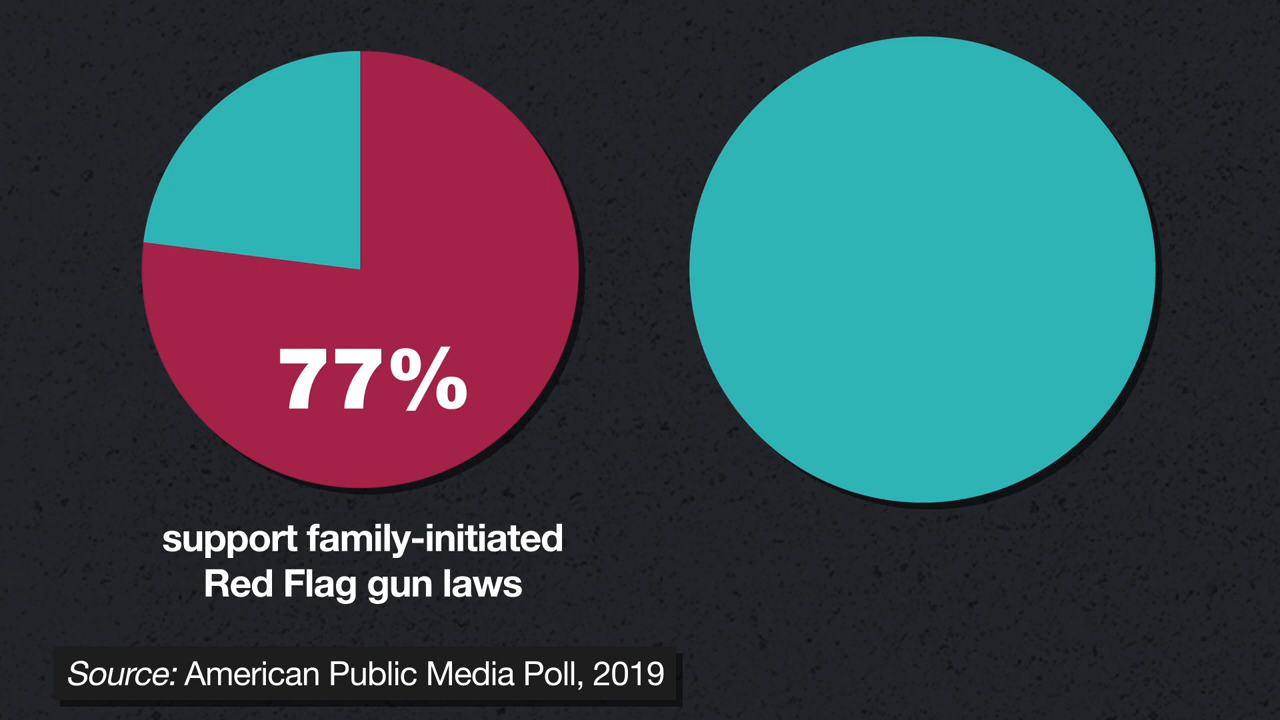 77%
support family-initiated
Red Flag gun laws
Source: American Public Media Poll, 2019